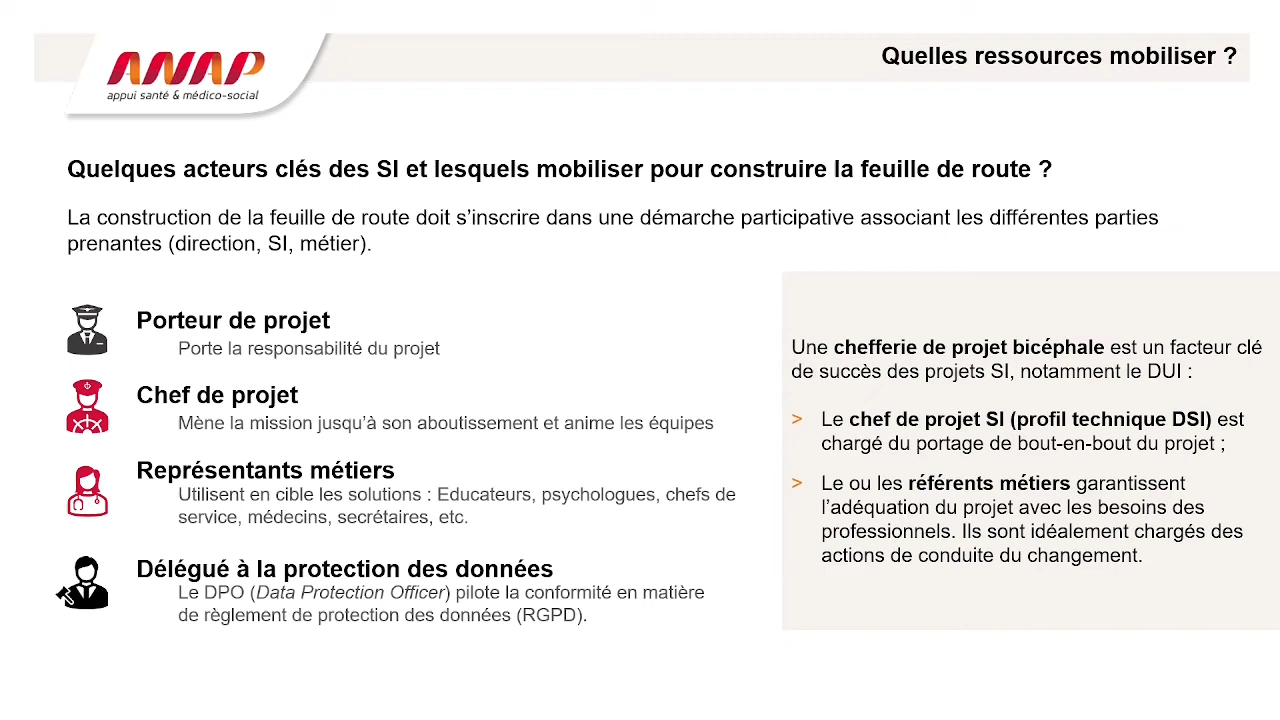 ANAP
appui santé & médico-social
Quelles ressources mobiliser ?
Quelques acteurs clés des SI et lesquels mobiliser pour construire la feuille de route ?
La construction de la feuille de route doit s’inscrire dans une démarche participative associant les différentes parties
prenantes (direction, SI, métier).
Porteur de projet
Porte la responsabilité du projet
Chef de projet
Mène la mission jusqu’à son aboutissement et anime les équipes
Représentants métiers
Utilisent en cible les solutions : Educateurs, psychologues, chefs de
service, médecins, secrétaires, etc.
Délégué à la protection des données
Le DPO (Data Protection Officer) pilote la conformité en matière
de règlement de protection des données (RGPD).
Une chefferie de projet bicéphale est un facteur clé
de succès des projets SI, notamment le DUI :
> Le chef de projet SI (profil technique DSI) est
chargé du portage de bout-en-bout du projet ;
> Le ou les référents métiers garantissent
l’adéquation du projet avec les besoins des
professionnels. Ils sont idéalement chargés des
actions de conduite du changement.